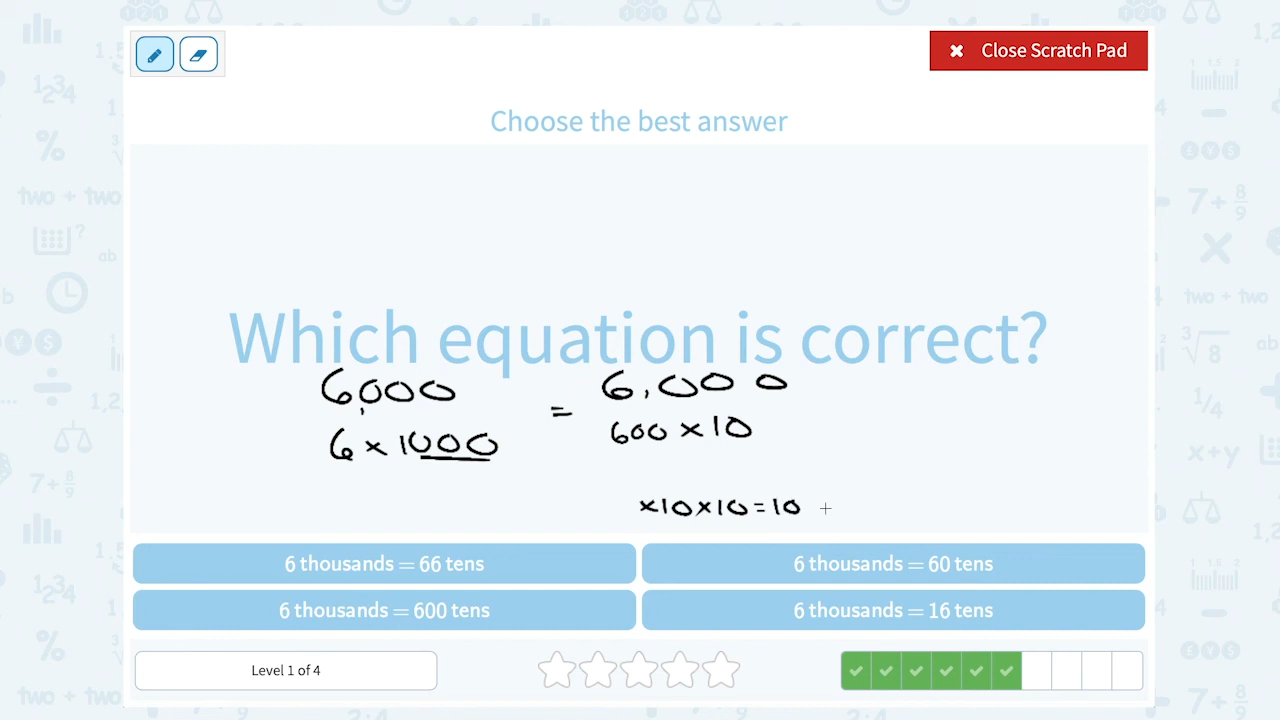 Close Scratch Pad
Choose the best answer
Which equation is correct?
6,000 = 6,000
6 × 1000 600 × 10
×10×10=10
6 thousands = 66 tens
6 thousands = 60 tens
6 thousands = 600 tens
6 thousands = 16 tens
Level 1 of 4